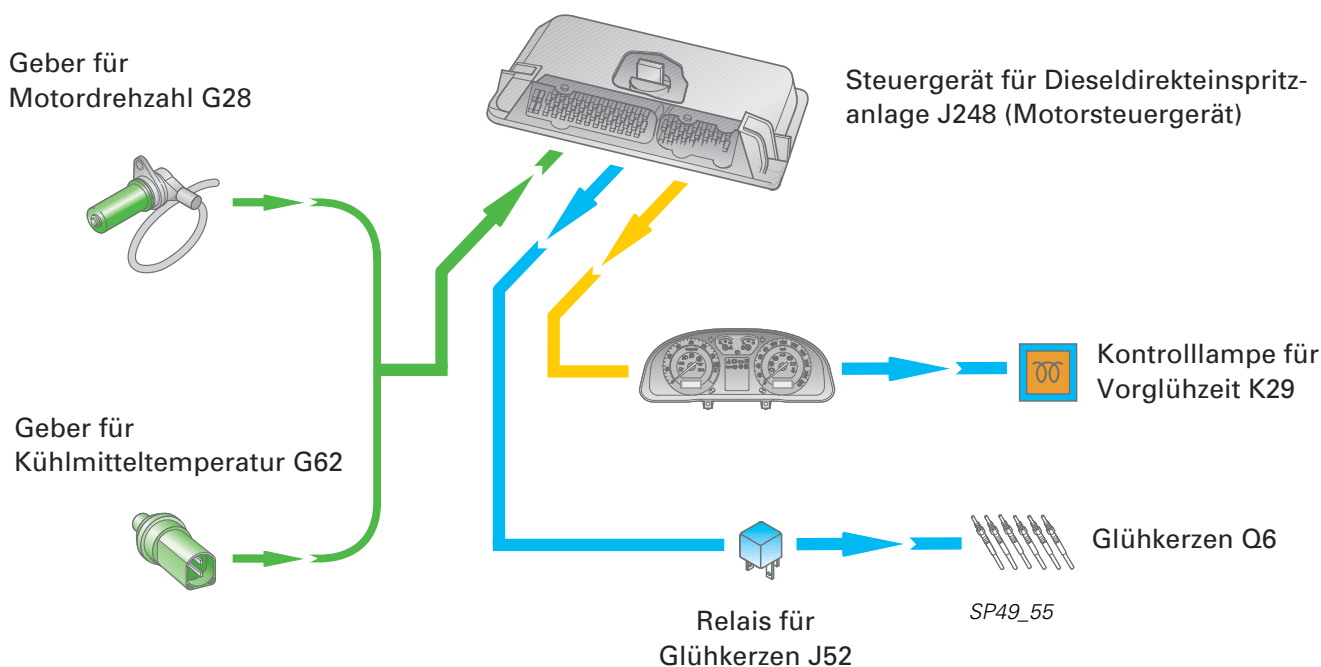 Geber für
Motordrehzahl G28
Steuergerät für Dieseldirekteinspritz-
anlage J248 (Motorsteuergerät)
Kontrolllampe für
Vorglühzeit K29
Geber für
Kühlmitteltemperatur G62
Glühkerzen Q6
SP49_55
Relais für
Glühkerzen J52